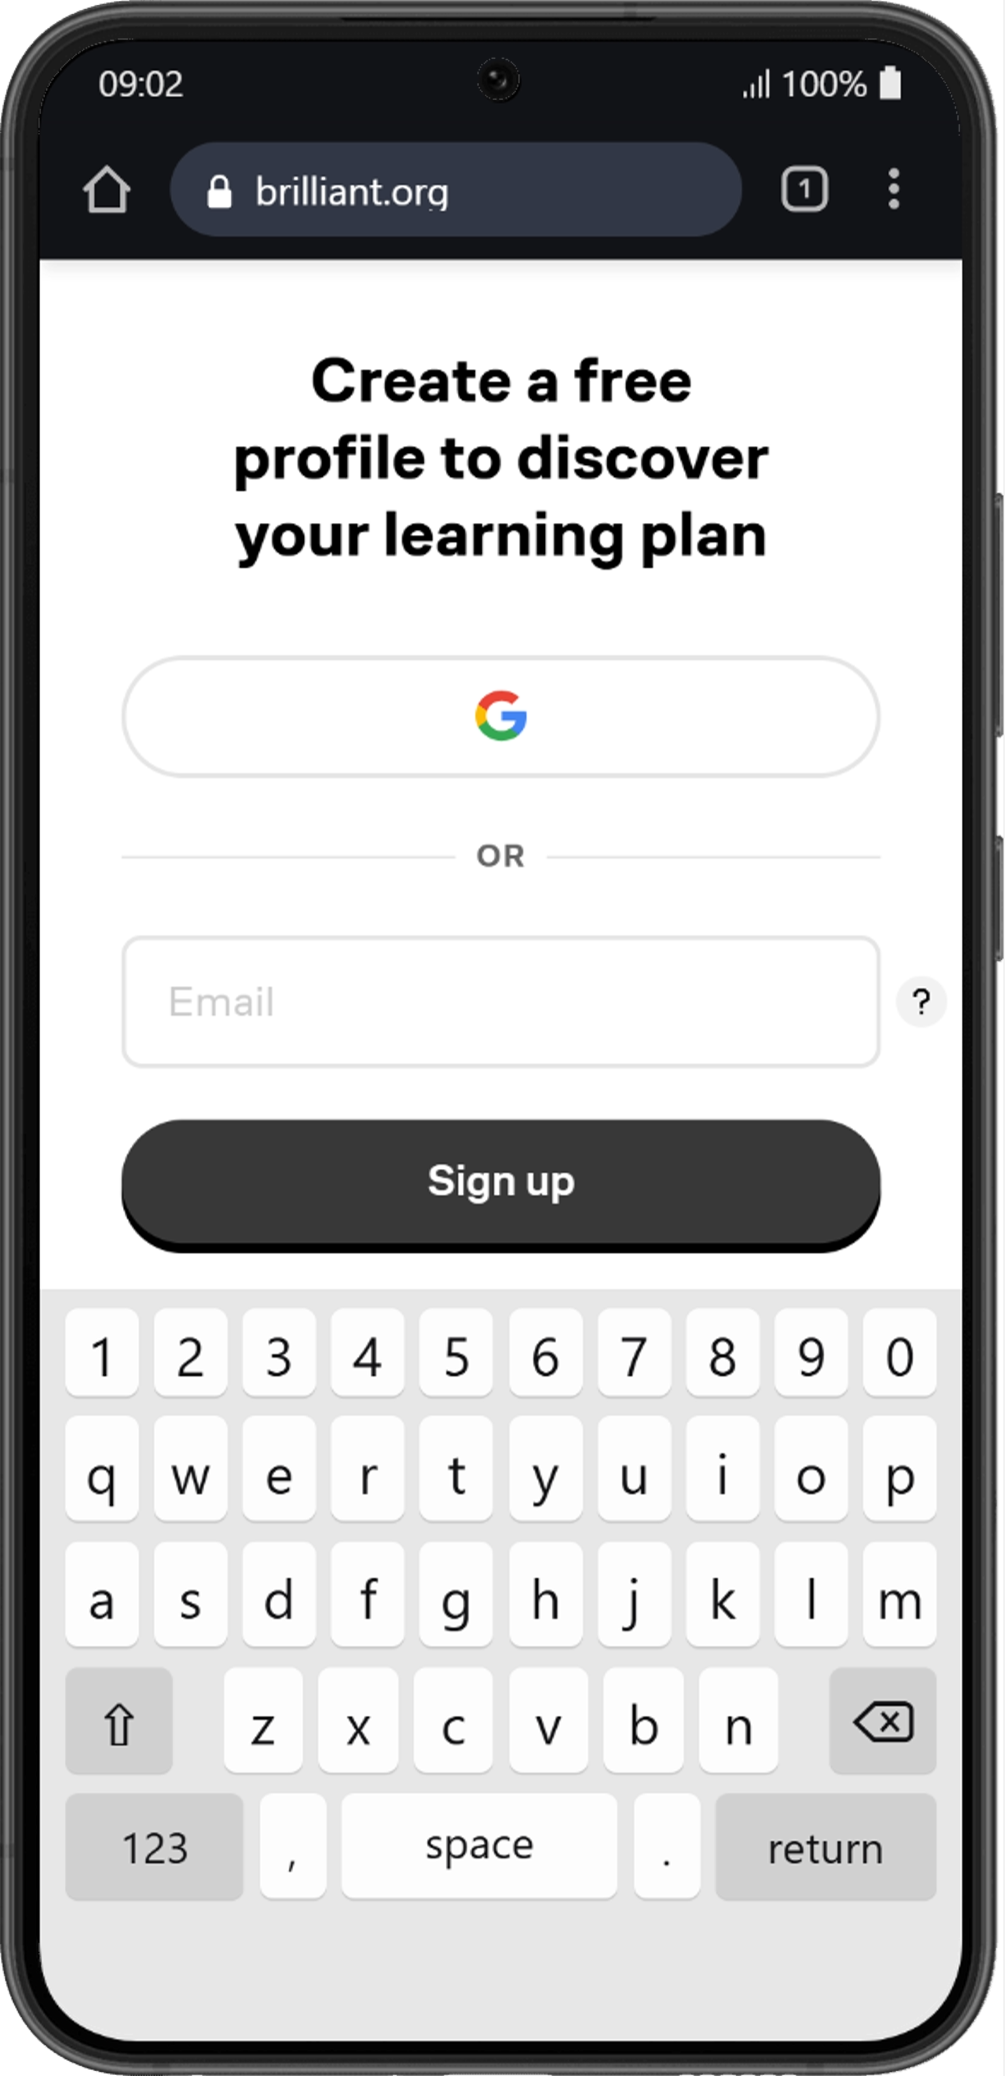 09:02 100%
brilliant.org 1
Create a free
profile to discover
your learning plan
G
OR
Email ?
Sign up
1 2 3 4 5 6 7 8 9 0
q w e r t y u i o p
a s d f g h j k l m
z x c v b n
123 , space . return